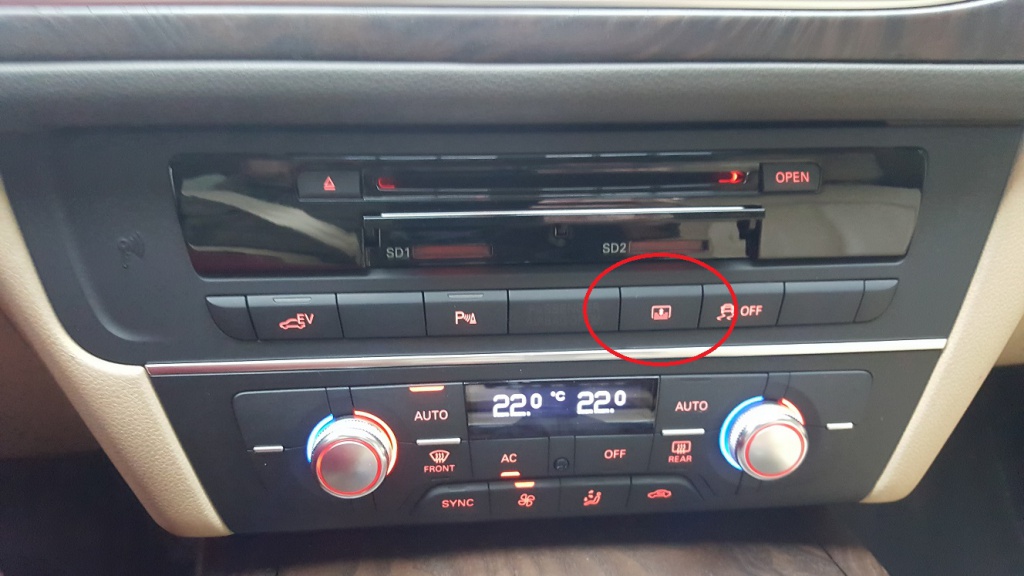 OPEN
SD1 SD2
EV P OFF
22.0 °C 22.0
AUTO AUTO
FRONT AC OFF REAR
SYNC